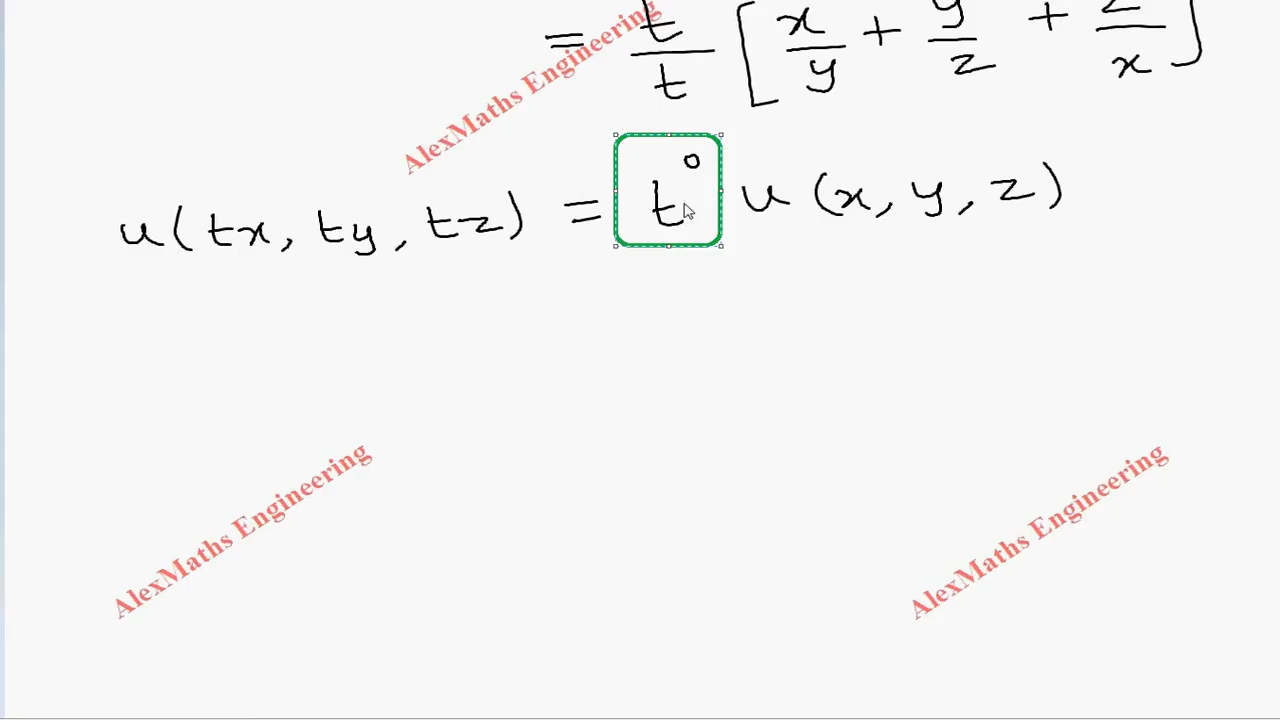 = t/t [ x/y + y/z + z/x ]
AlexMaths Engineering
u(tx, ty, tz) = t⁰ u(x, y, z)
AlexMaths Engineering
AlexMaths Engineering